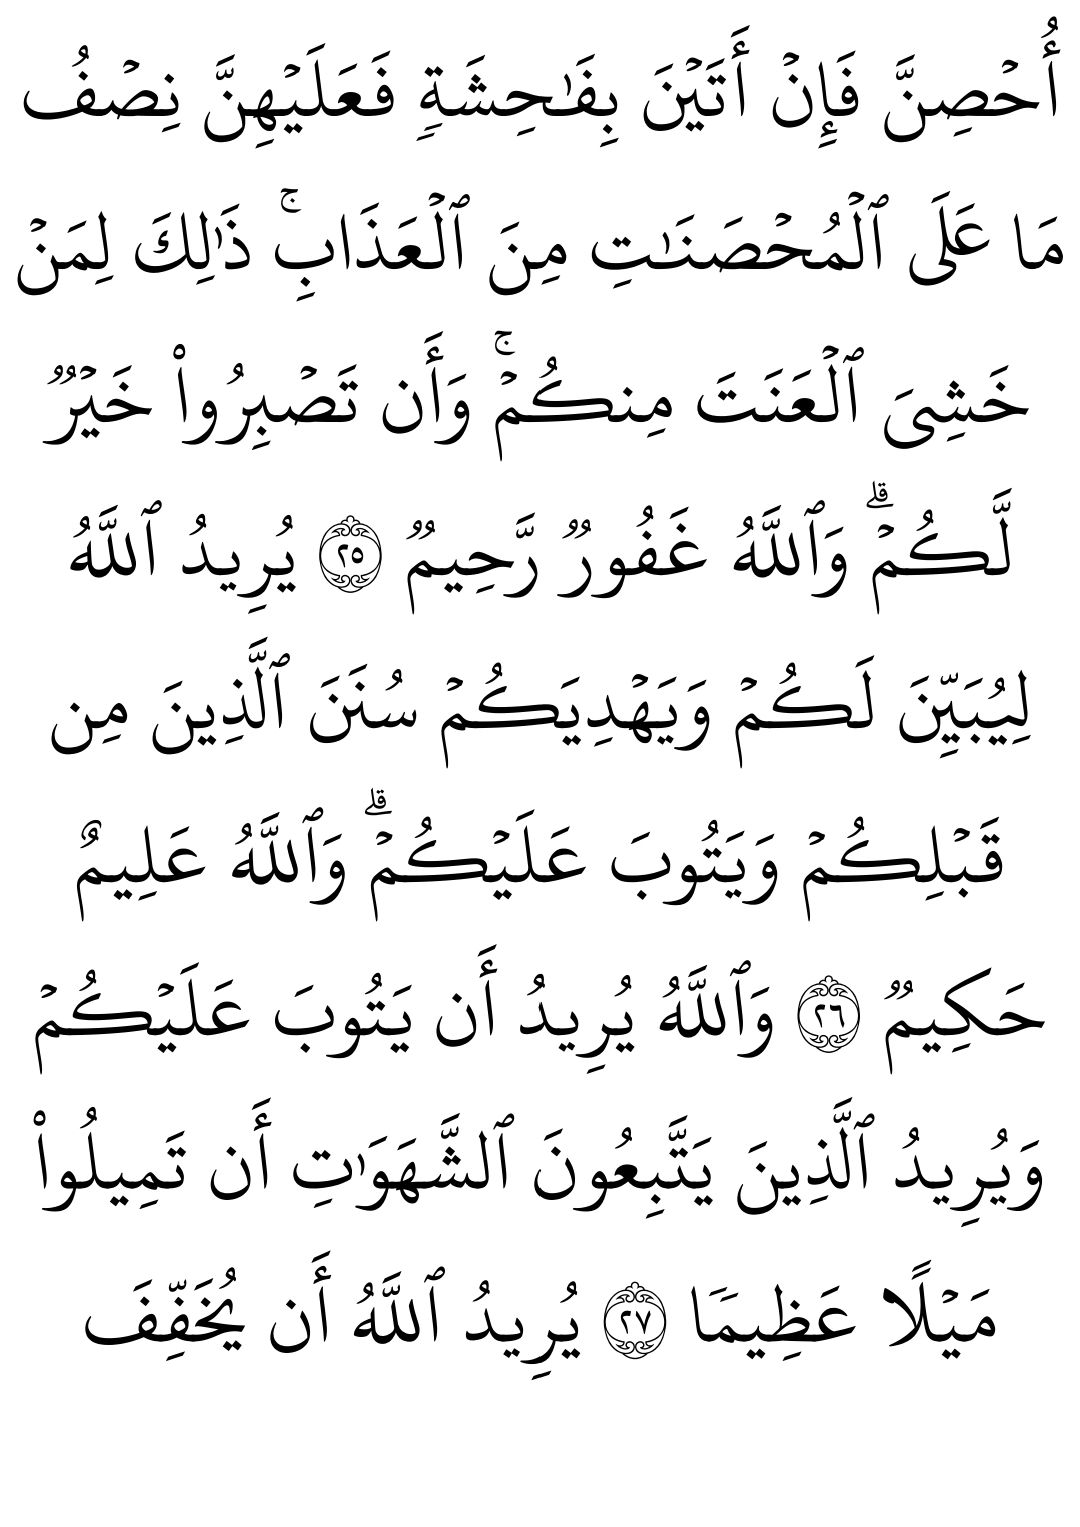 أُحۡصِنَّ فَإِنۡ أَتَيۡنَ بِفَٰحِشَةٖ فَعَلَيۡهِنَّ نِصۡفُ
مَا عَلَى ٱلۡمُحۡصَنَٰتِ مِنَ ٱلۡعَذَابِۚ ذَٰلِكَ لِمَنۡ
خَشِيَ ٱلۡعَنَتَ مِنكُمۡۚ وَأَن تَصۡبِرُواْ خَيۡرٞ
لَّكُمۡۗ وَٱللَّهُ غَفُورٞ رَّحِيمٞ ٢٥ يُرِيدُ ٱللَّهُ
لِيُبَيِّنَ لَكُمۡ وَيَهۡدِيَكُمۡ سُنَنَ ٱلَّذِينَ مِن
قَبۡلِكُمۡ وَيَتُوبَ عَلَيۡكُمۡۗ وَٱللَّهُ عَلِيمٌ
حَكِيمٞ ٢٦ وَٱللَّهُ يُرِيدُ أَن يَتُوبَ عَلَيۡكُمۡ
وَيُرِيدُ ٱلَّذِينَ يَتَّبِعُونَ ٱلشَّهَوَٰتِ أَن تَمِيلُواْ
مَيۡلًا عَظِيمٗا ٢٧ يُرِيدُ ٱللَّهُ أَن يُخَفِّفَ